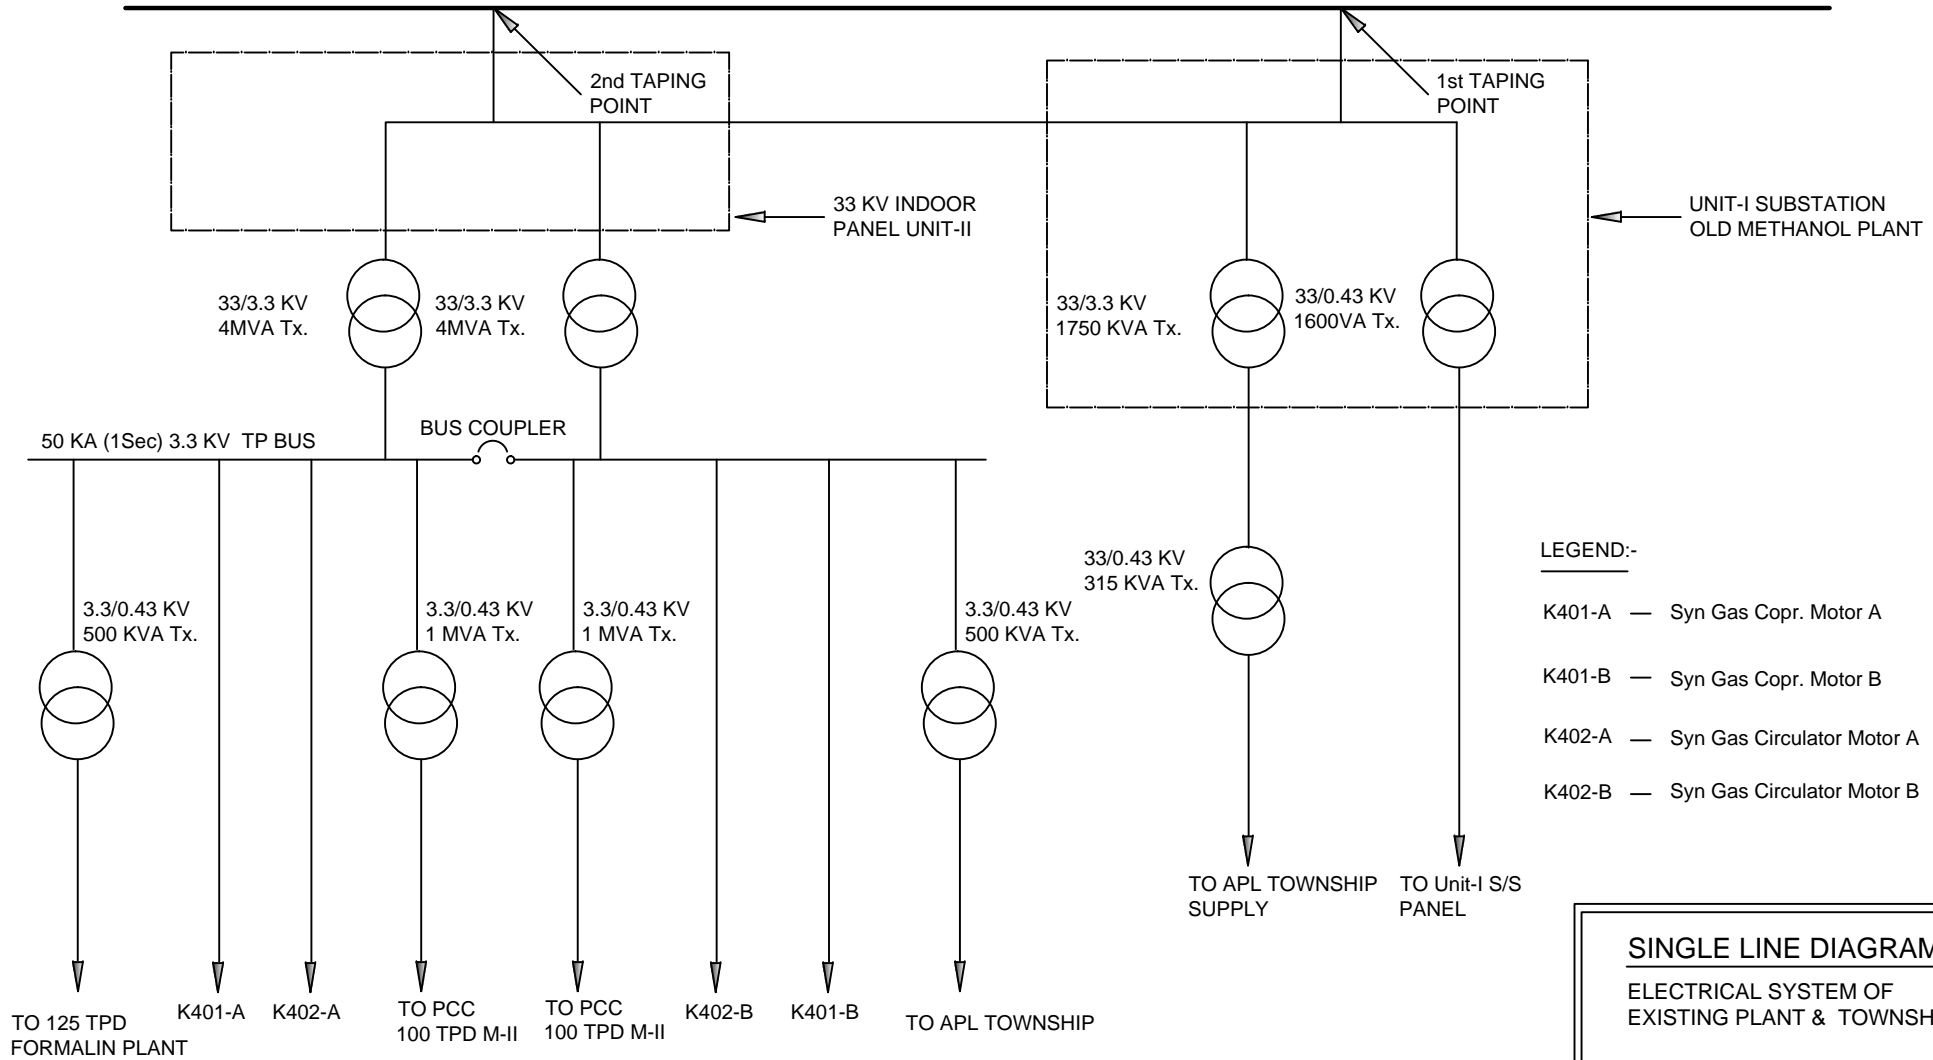 2nd TAPING
POINT
1st TAPING
POINT
33 KV INDOOR
PANEL UNIT-II
UNIT-I SUBSTATION
OLD METHANOL PLANT
33/3.3 KV
4MVA Tx.
33/3.3 KV
4MVA Tx.
33/3.3 KV
1750 KVA Tx.
33/0.43 KV
1600VA Tx.
50 KA (1Sec) 3.3 KV  TP BUS
BUS COUPLER
33/0.43 KV
315 KVA Tx.
3.3/0.43 KV
500 KVA Tx.
3.3/0.43 KV
1 MVA Tx.
3.3/0.43 KV
1 MVA Tx.
3.3/0.43 KV
500 KVA Tx.
LEGEND:-
K401-A — Syn Gas Copr. Motor A
K401-B — Syn Gas Copr. Motor B
K402-A — Syn Gas Circulator Motor A
K402-B — Syn Gas Circulator Motor B
TO APL TOWNSHIP
SUPPLY
TO Unit-I S/S
PANEL
TO 125 TPD
FORMALIN PLANT
K401-A
K402-A
TO PCC
100 TPD M-II
TO PCC
100 TPD M-II
K402-B
K401-B
TO APL TOWNSHIP
SINGLE LINE DIAGRAM
ELECTRICAL SYSTEM OF
EXISTING PLANT &  TOWNSH